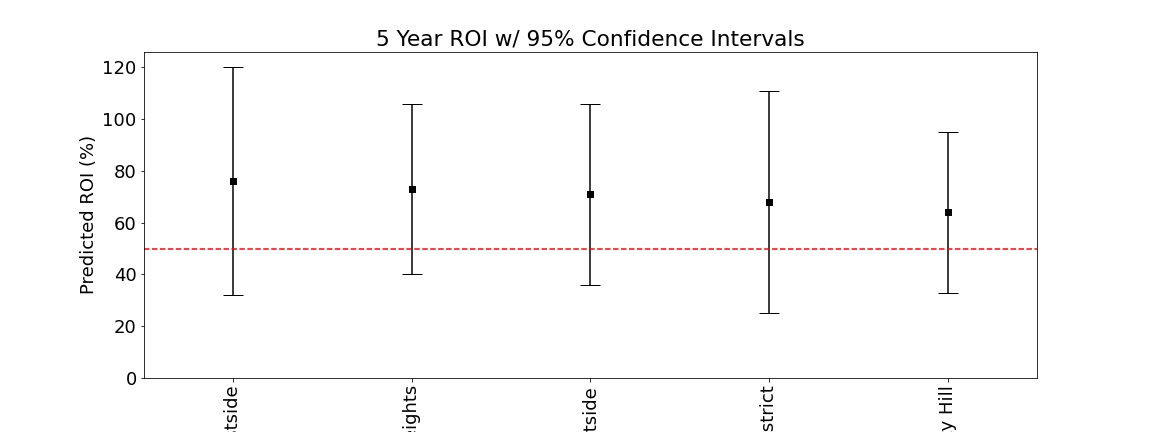 5 Year ROI w/ 95% Confidence Intervals
Predicted ROI (%)
120
100
80
60
40
20
0
tside
ights
tside
strict
y Hill